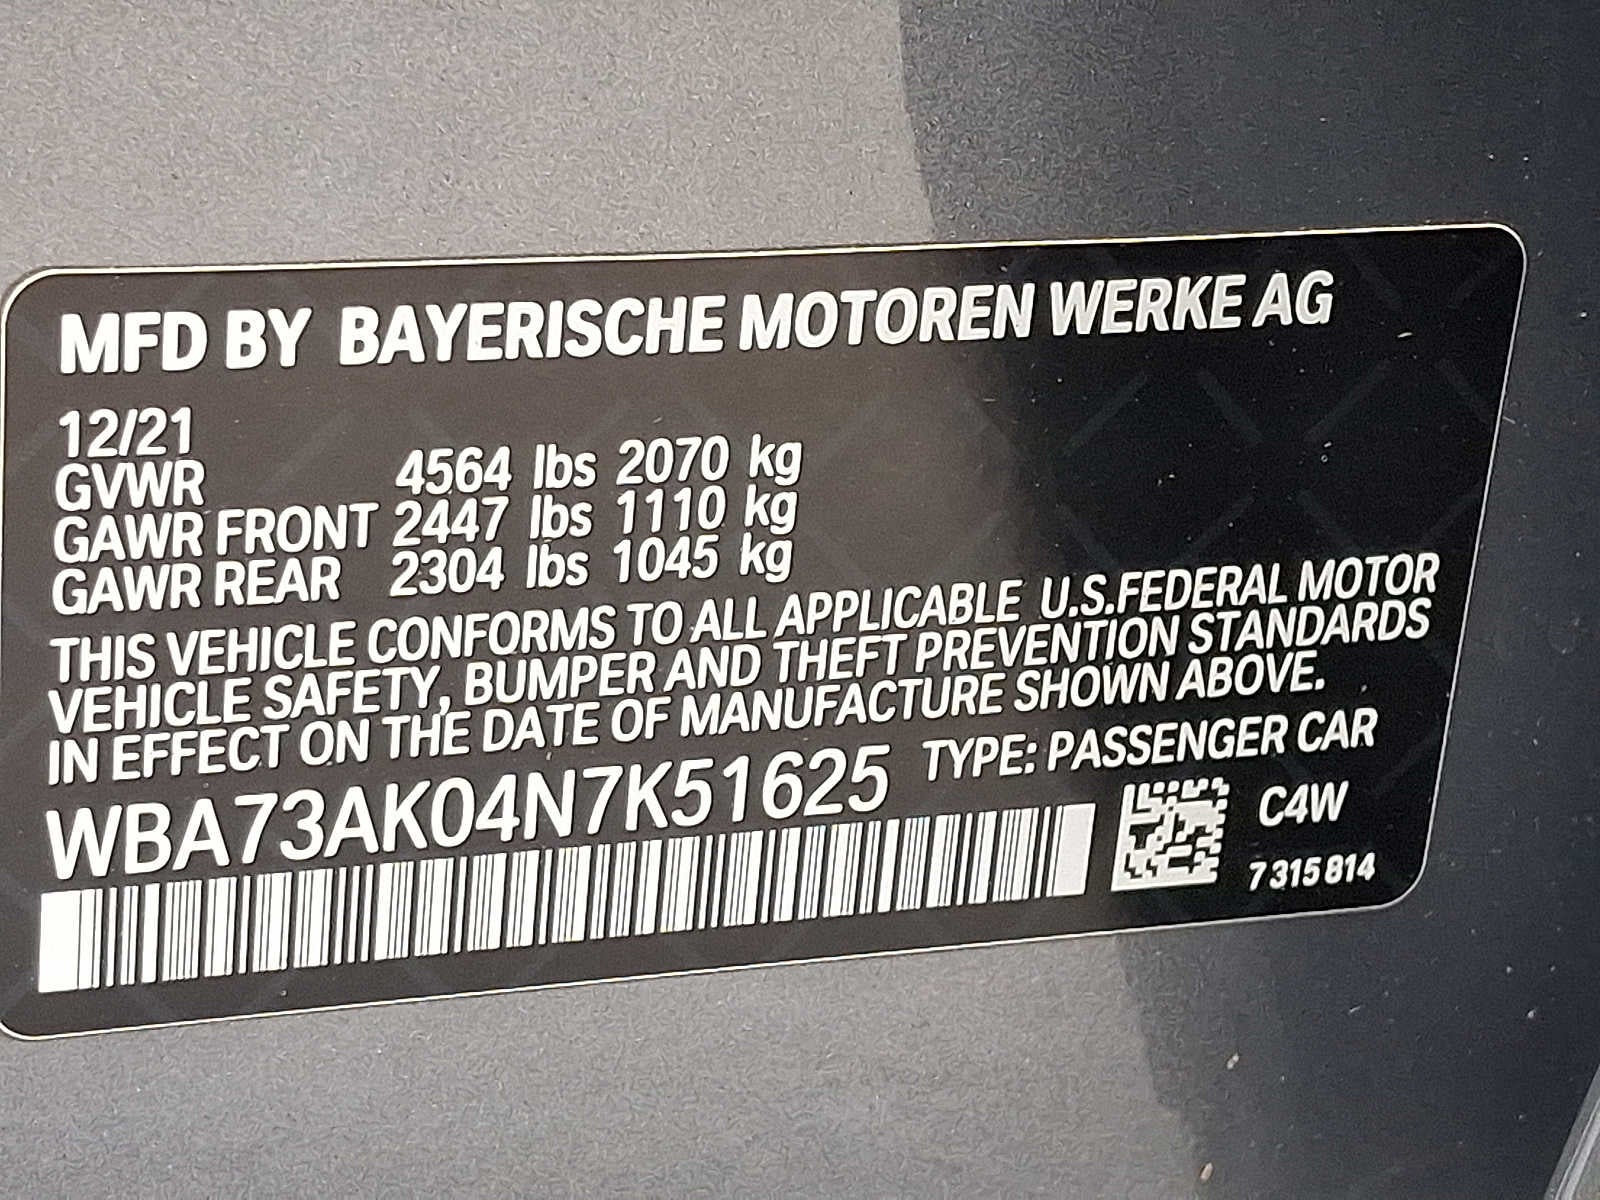 MFD BY BAYERISCHE MOTOREN WERKE AG
12/21
GVWR 4564 lbs 2070 kg
GAWR FRONT 2447 lbs 1110 kg
GAWR REAR 2304 lbs 1045 kg
THIS VEHICLE CONFORMS TO ALL APPLICABLE U.S.FEDERAL MOTOR
VEHICLE SAFETY, BUMPER AND THEFT PREVENTION STANDARDS
IN EFFECT ON THE DATE OF MANUFACTURE SHOWN ABOVE.
WBA73AK04N7K51625 TYPE: PASSENGER CAR
C4W
7315814